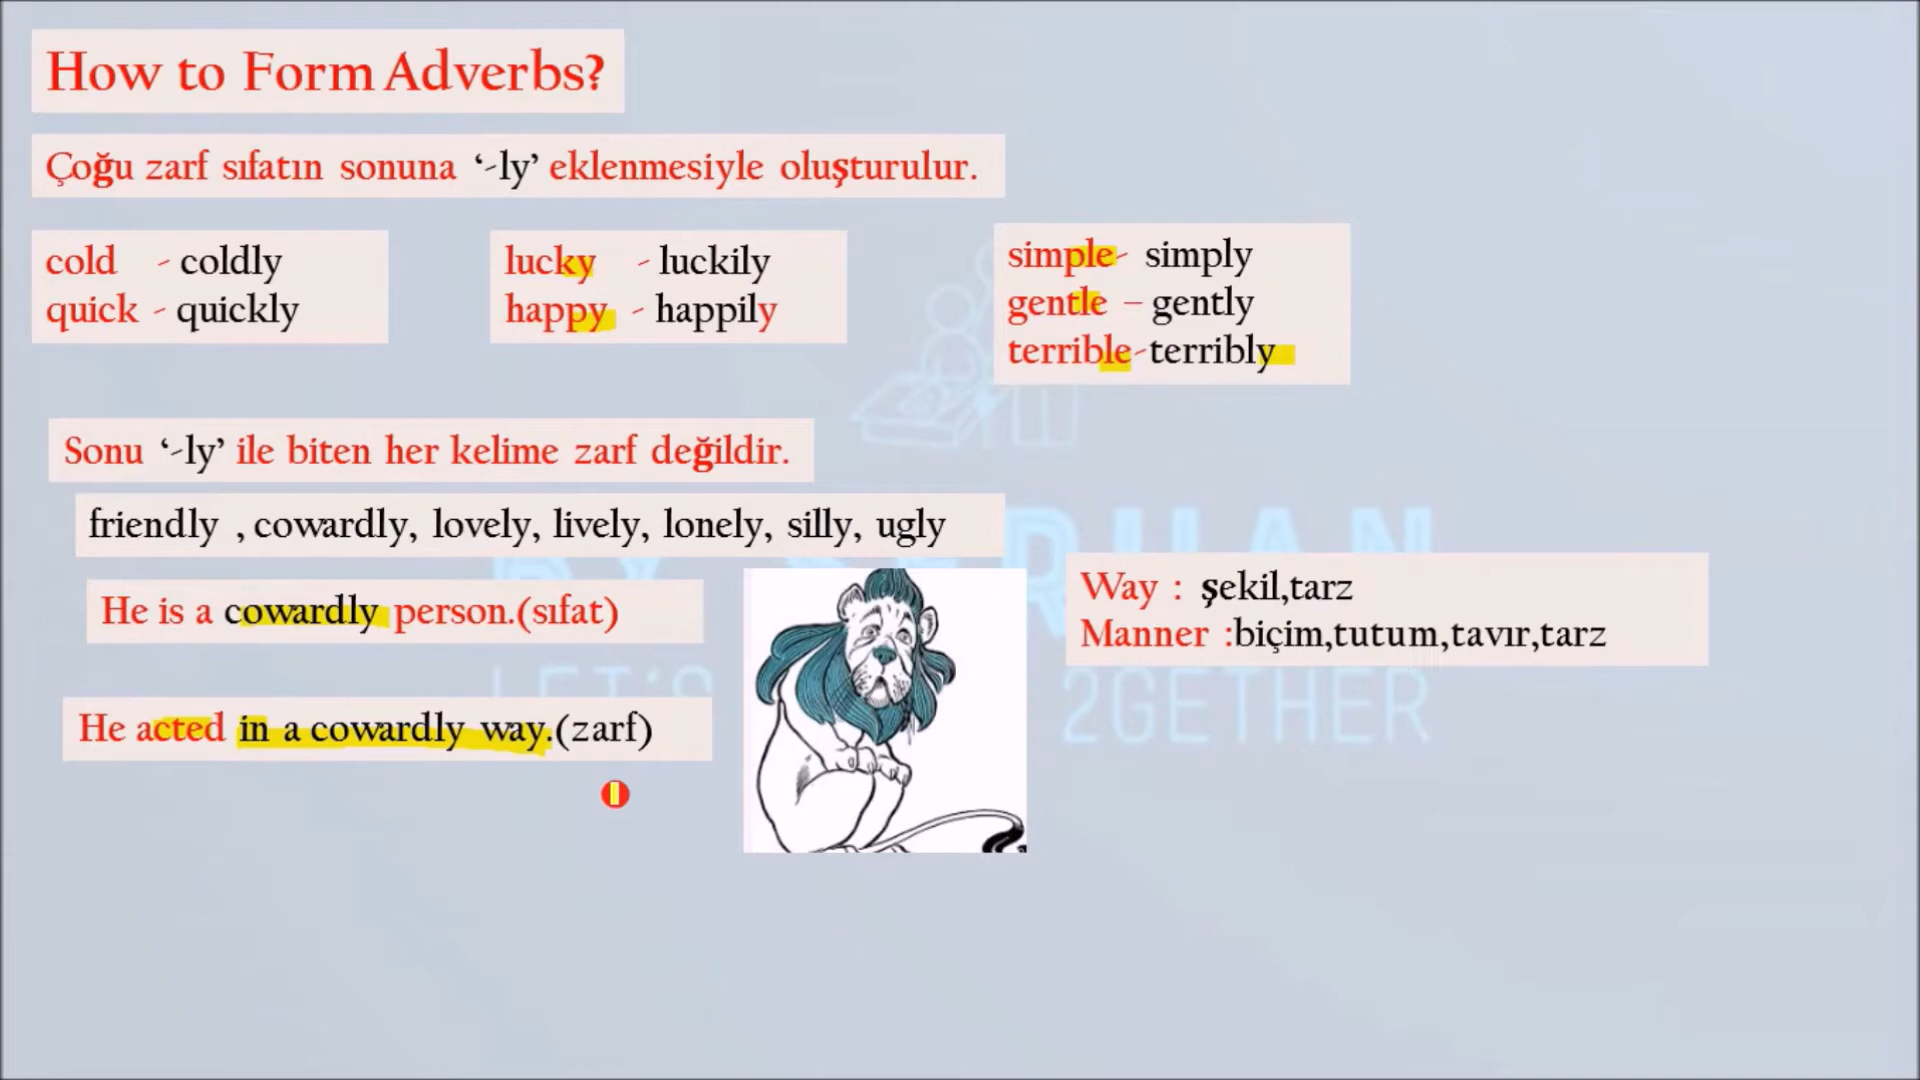 How to Form Adverbs?
Çoğu zarf sıfatın sonuna ‘-ly’ eklenmesiyle oluşturulur.
cold - coldly
quick - quickly
lucky - luckily
happy - happily
simple- simply
gentle – gently
terrible-terribly
Sonu ‘-ly’ ile biten her kelime zarf değildir.
friendly , cowardly, lovely, lively, lonely, silly, ugly
He is a cowardly person.(sıfat)
Way : şekil,tarz
Manner :biçim,tutum,tavır,tarz
He acted in a cowardly way.(zarf)
2GETHER